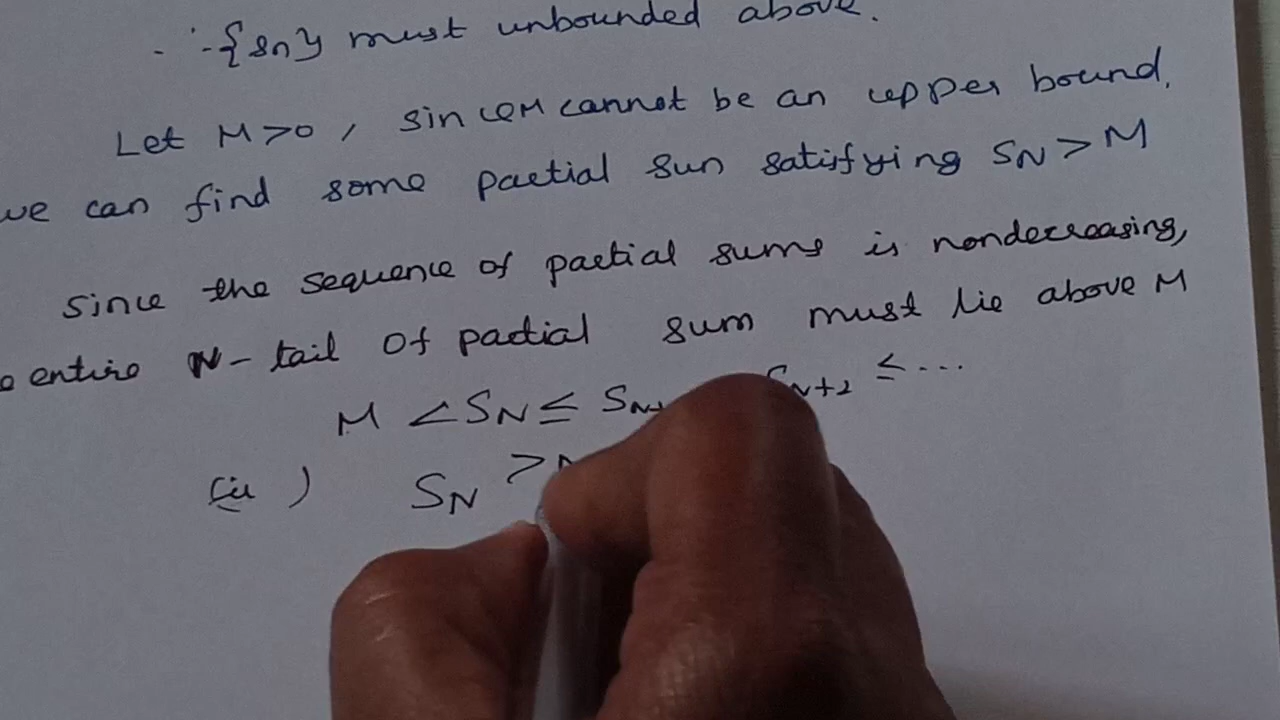 ∴ {sn} must unbounded above.
Let M > 0, since M cannot be an upper bound.
we can find some partial sun satisfying SN > M
Since the sequence of partial sums is nondecreasing,
entire N-tail of partial sum must lie above M
M < SN ≤ SN+ SN+2 ≤ ...
(ie) SN >